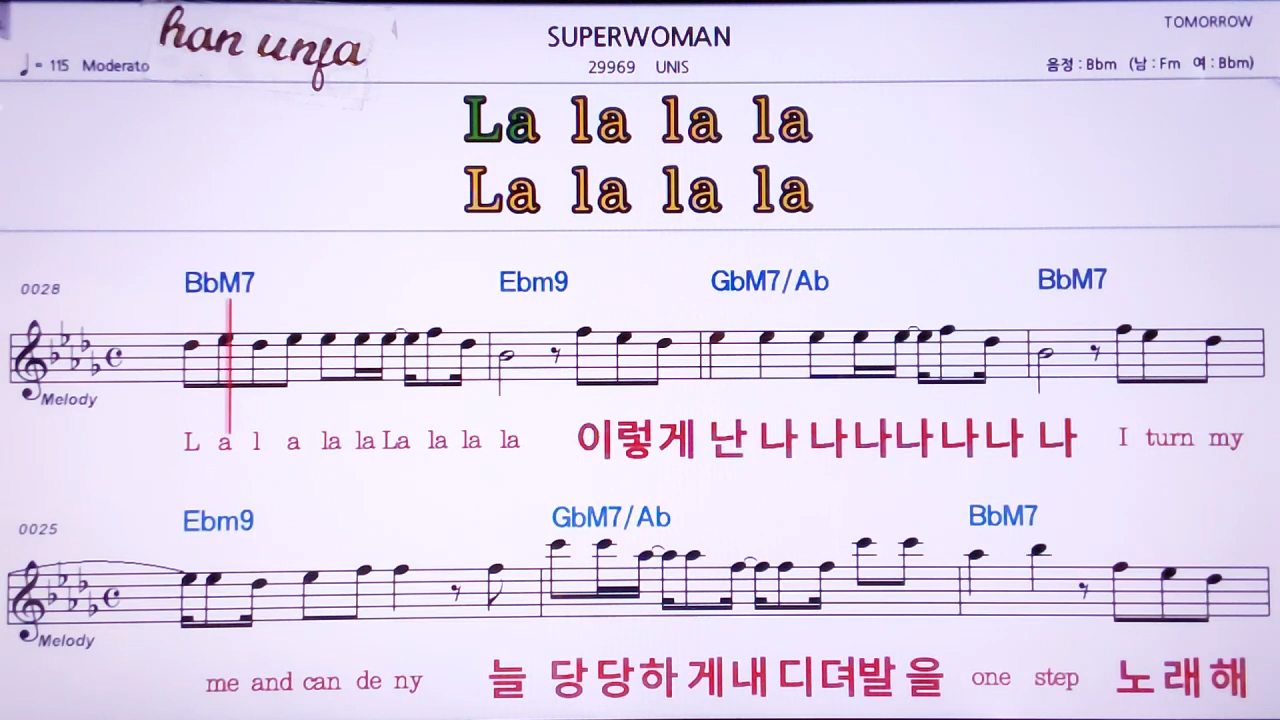 han unfa
SUPERWOMAN
TOMORROW
♩= 115 Moderato
29969 UNIS
음정 : Bbm (남 : Fm 여 : Bbm)
La la la la
La la la la
0028
BbM7 Ebm9 GbM7/Ab BbM7
Melody
L a l a la la La la la la 이렇게 난 나 나나나나나 나 I turn my
0025
Ebm9 GbM7/Ab BbM7
Melody
me and can de ny 늘 당당하게내디뎌발을 one step 노래해